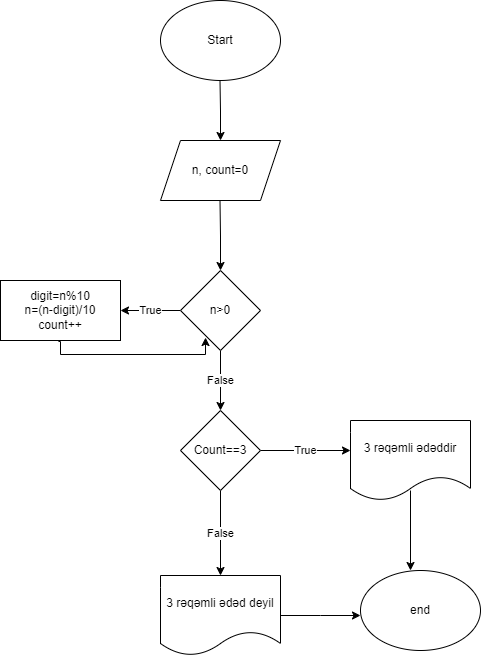 Start
n, count=0
digit=n%10
n=(n-digit)/10
count++
True
n>0
False
Count==3
True
3 rəqəmli ədəddir
False
3 rəqəmli ədəd deyil
end